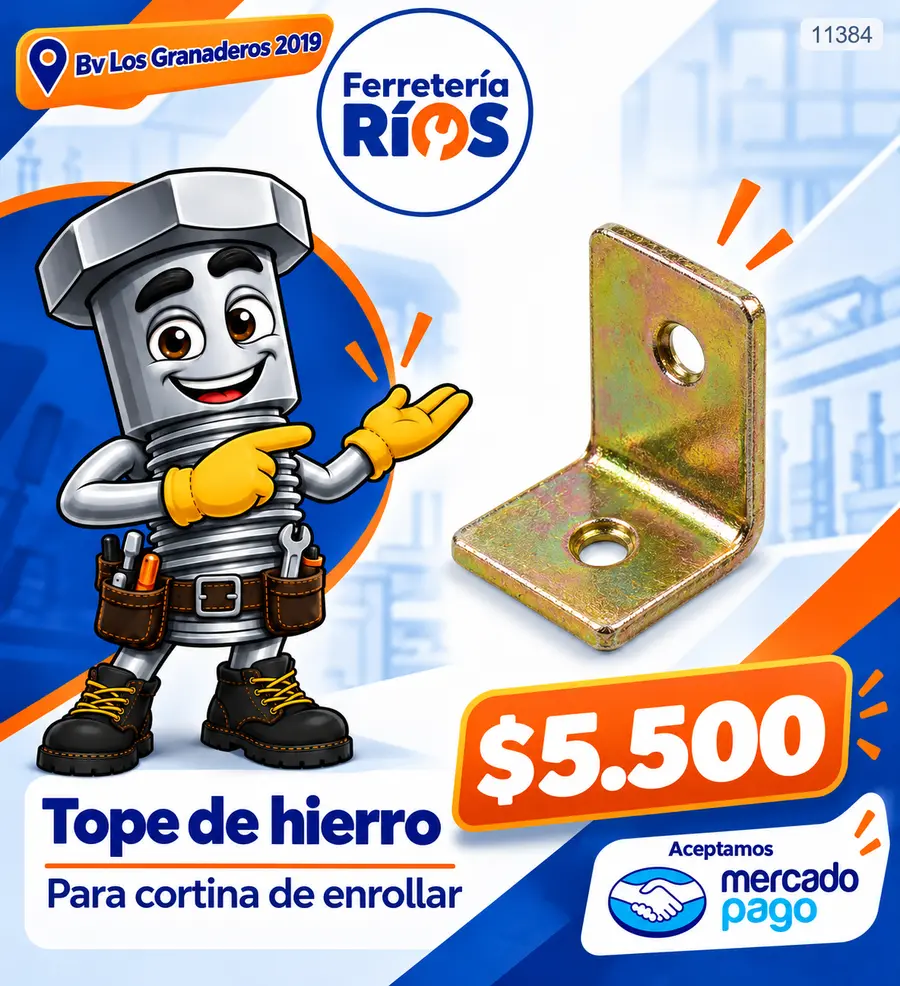 Bv Los Granaderos 2019
Ferretería
RÍOS
11384
$5.500
Tope de hierro
Para cortina de enrollar
Aceptamos
mercado
pago